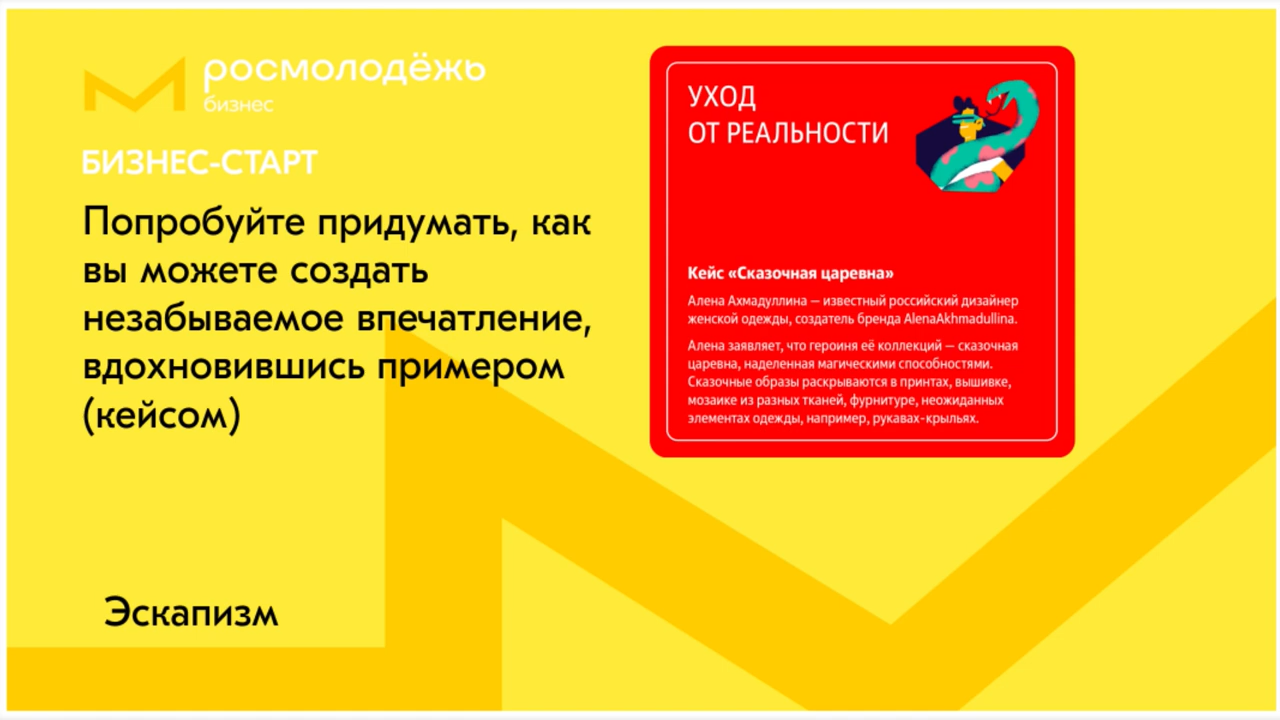 росмолодёжь
бизнес
БИЗНЕС-СТАРТ
Попробуйте придумать, как
вы можете создать
незабываемое впечатление,
вдохновившись примером
(кейсом)
Эскапизм
УХОД
ОТ РЕАЛЬНОСТИ
Кейс «Сказочная царевна»
Алена Ахмадуллина — известный российский дизайнер
женской одежды, создатель бренда AlenaAkhmadullina.
Алена заявляет, что героиня её коллекций — сказочная
царевна, наделенная магическими способностями.
Сказочные образы раскрываются в принтах, вышивке,
мозаике из разных тканей, фурнитуре, неожиданных
элементах одежды, например, рукавах-крыльях.